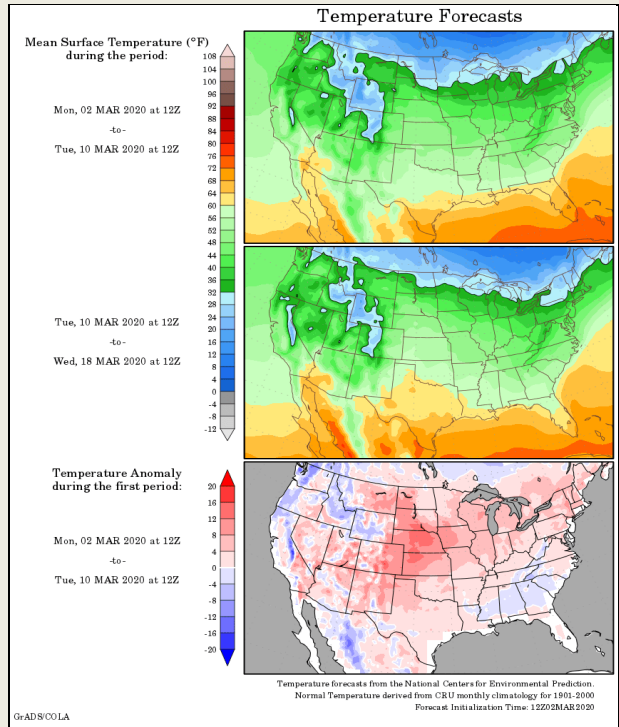 Temperature Forecasts
Mean Surface Temperature (°F)
during the period:
Mon, 02 MAR 2020 at 12Z
-to-
Tue, 10 MAR 2020 at 12Z
108
104
100
96
92
88
84
80
76
72
68
64
60
56
52
48
44
40
36
32
28
24
20
16
12
8
4
0
-4
-8
-12
Tue, 10 MAR 2020 at 12Z
-to-
Wed, 18 MAR 2020 at 12Z
Temperature Anomaly
during the first period:
Mon, 02 MAR 2020 at 12Z
-to-
Tue, 10 MAR 2020 at 12Z
20
16
12
8
4
0
-4
-8
-12
-16
-20
Temperature forecasts from the National Centers for Environmental Prediction.
Normal Temperature derived from CRU monthly climatology for 1901-2000
Forecast Initialization Time: 12Z02MAR2020
GrADS/COLA